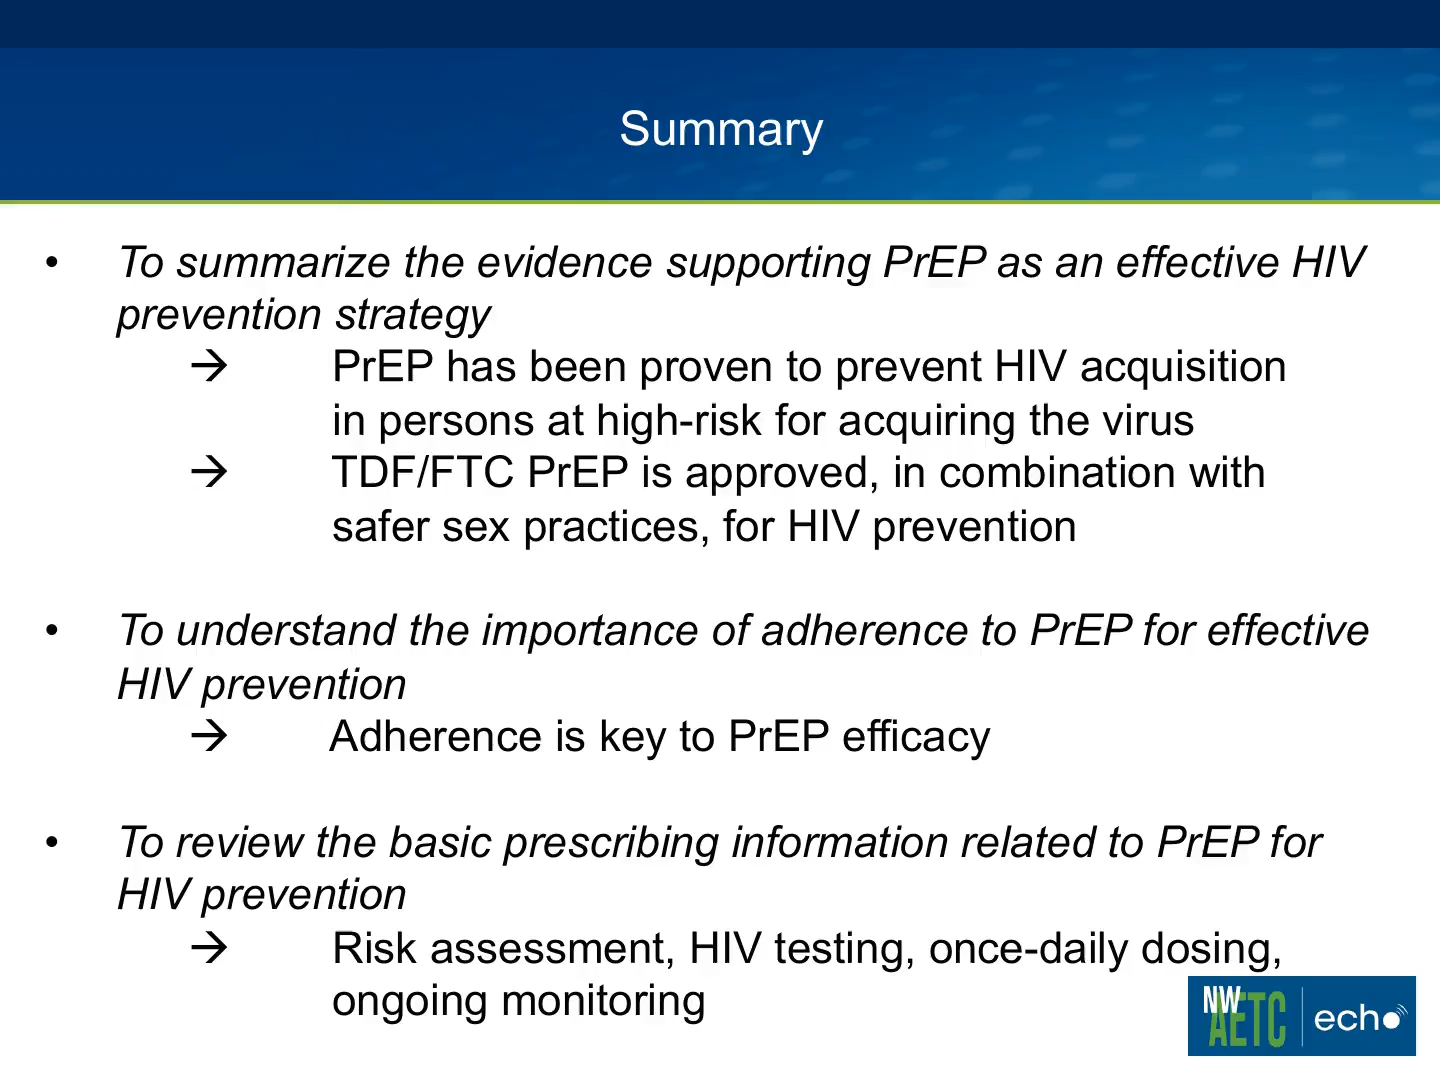 Summary
• To summarize the evidence supporting PrEP as an effective HIV
prevention strategy
→ PrEP has been proven to prevent HIV acquisition
in persons at high-risk for acquiring the virus
→ TDF/FTC PrEP is approved, in combination with
safer sex practices, for HIV prevention
• To understand the importance of adherence to PrEP for effective
HIV prevention
→ Adherence is key to PrEP efficacy
• To review the basic prescribing information related to PrEP for
HIV prevention
→ Risk assessment, HIV testing, once-daily dosing,
ongoing monitoring
NW
AETC
echo